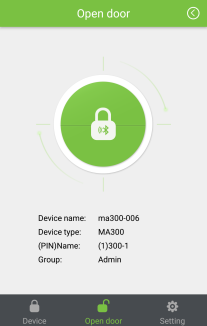 Open door
Device name: ma300-006
Device type: MA300
(PIN)Name: (1)300-1
Group: Admin
Device Open door Setting